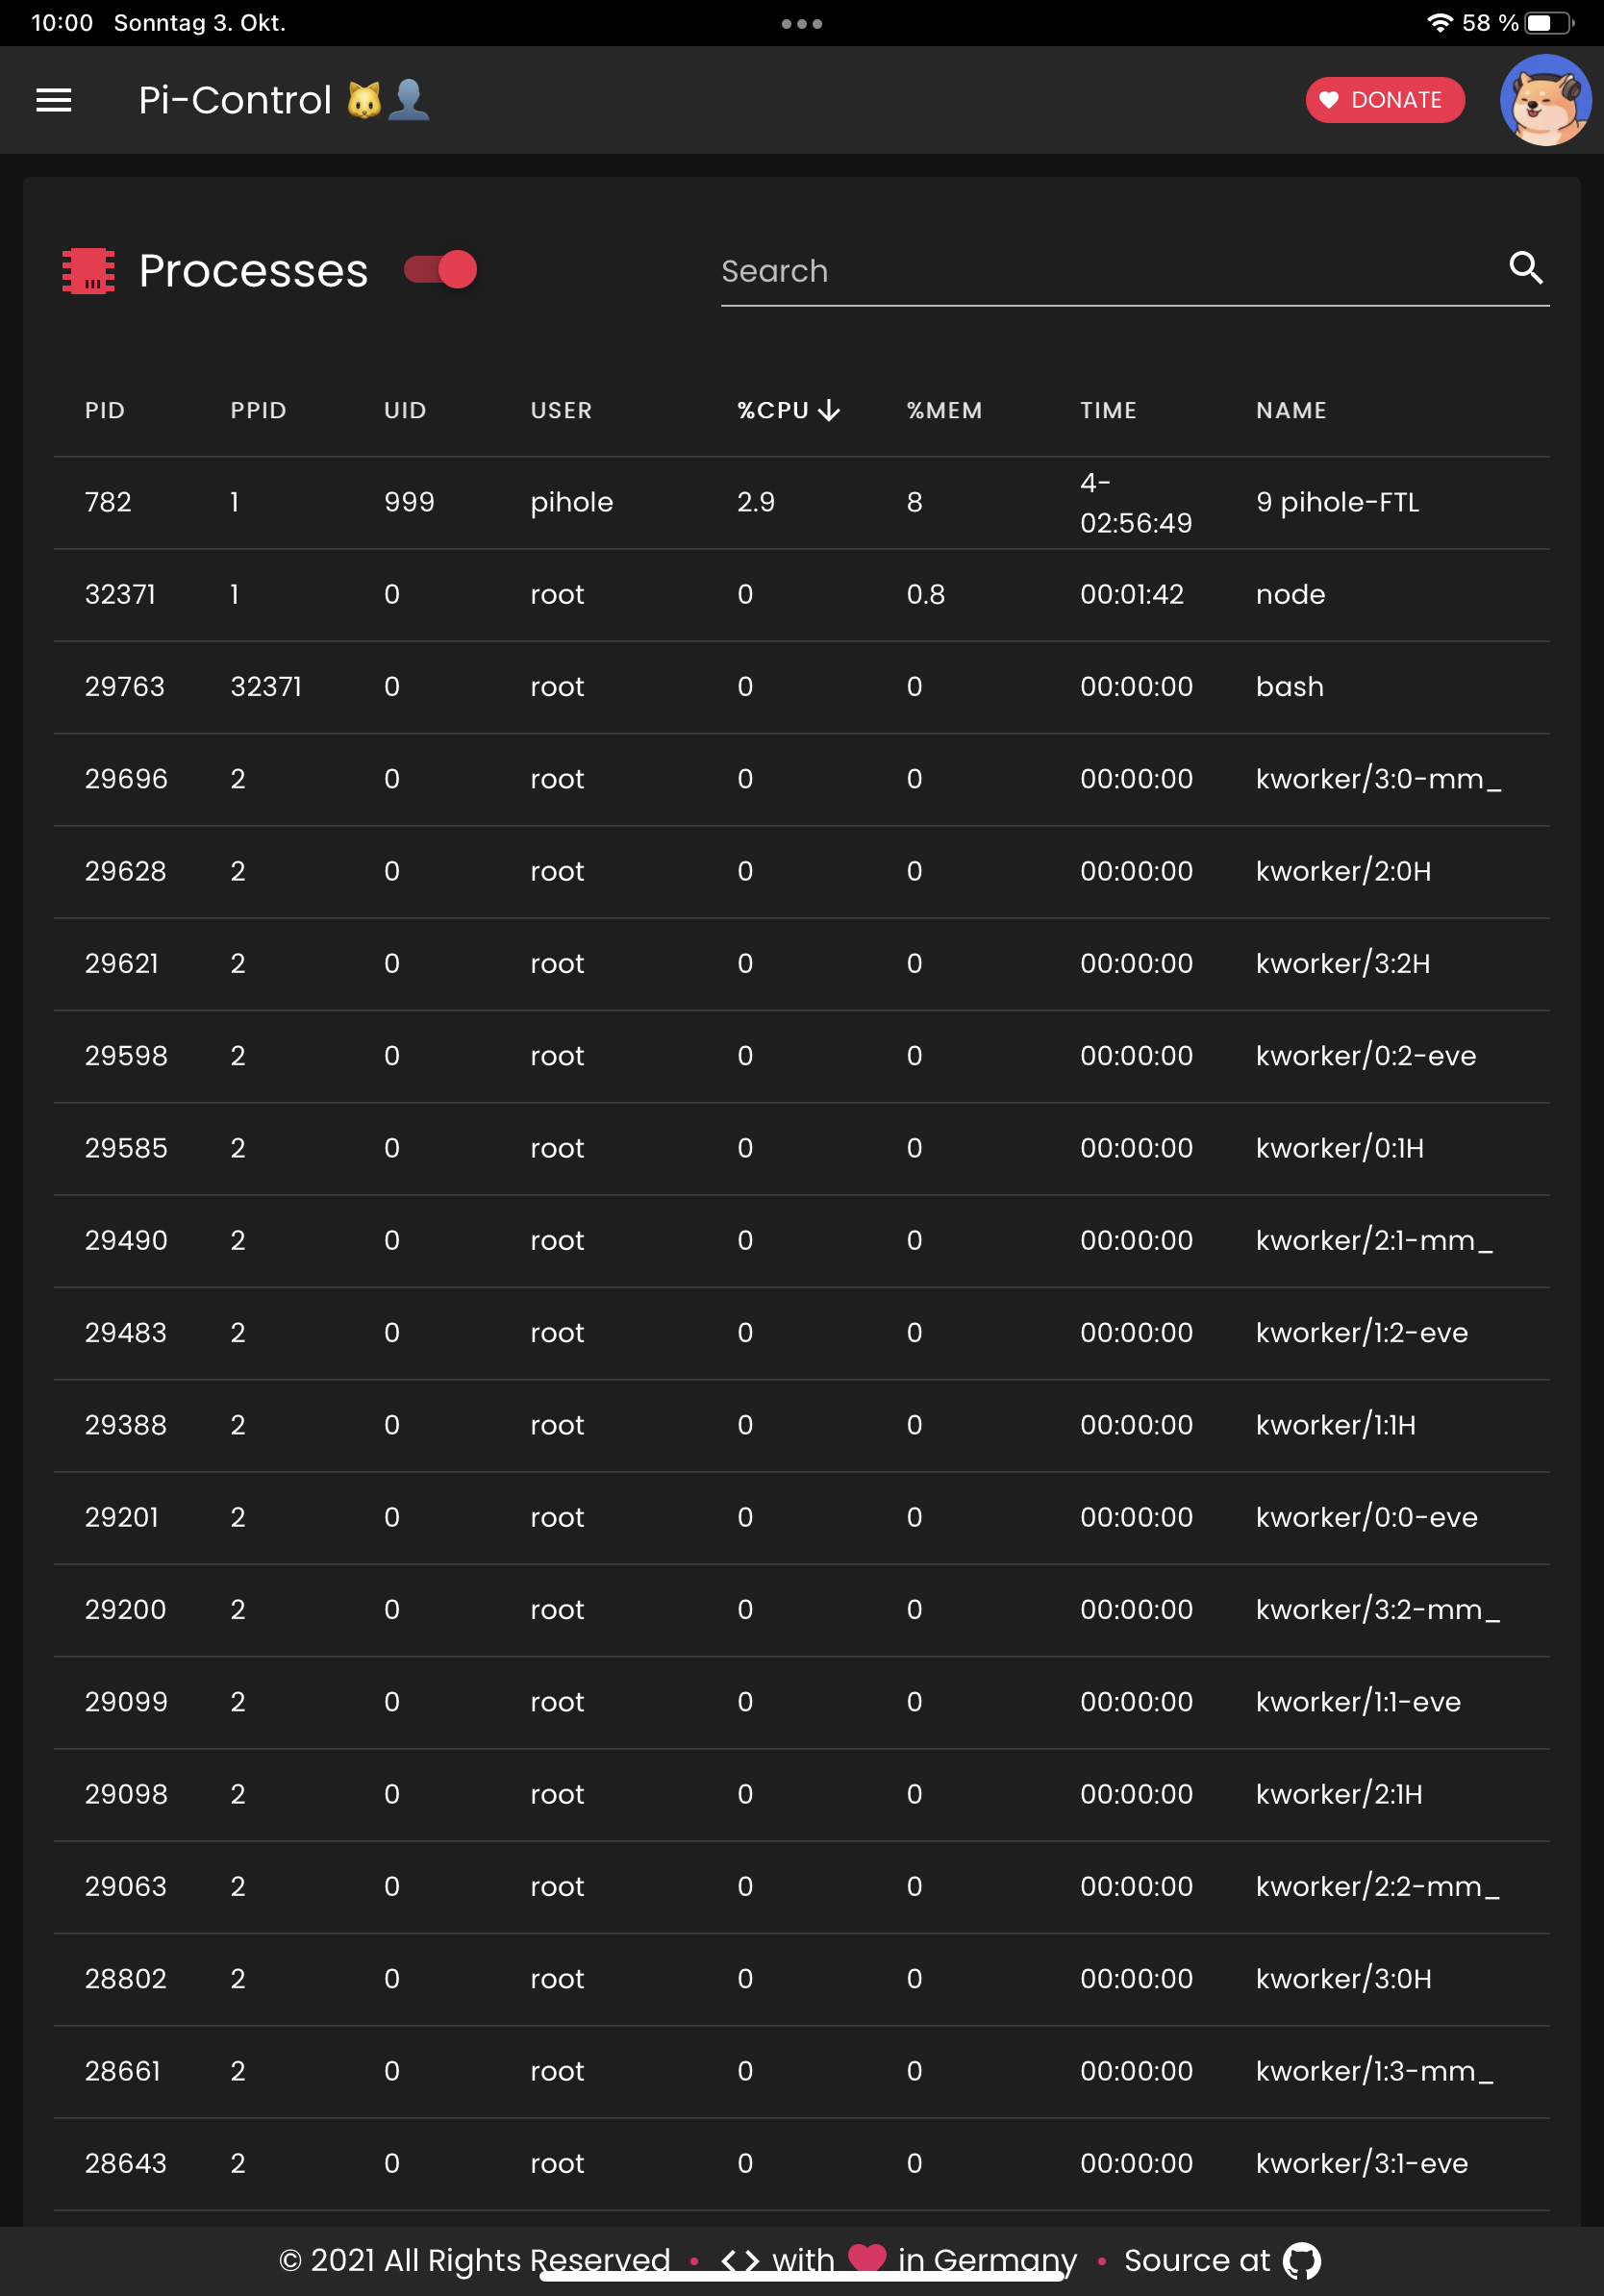 10:00 Sonntag 3. Okt. 58 %
Pi-Control DONATE
Processes Search
PID PPID UID USER %CPU %MEM TIME NAME
782 1 999 pihole 2.9 8 4-02:56:49 9 pihole-FTL
32371 1 0 root 0 0.8 00:01:42 node
29763 32371 0 root 0 0 00:00:00 bash
29696 2 0 root 0 0 00:00:00 kworker/3:0-mm_
29628 2 0 root 0 0 00:00:00 kworker/2:0H
29621 2 0 root 0 0 00:00:00 kworker/3:2H
29598 2 0 root 0 0 00:00:00 kworker/0:2-eve
29585 2 0 root 0 0 00:00:00 kworker/0:1H
29490 2 0 root 0 0 00:00:00 kworker/2:1-mm_
29483 2 0 root 0 0 00:00:00 kworker/1:2-eve
29388 2 0 root 0 0 00:00:00 kworker/1:1H
29201 2 0 root 0 0 00:00:00 kworker/0:0-eve
29200 2 0 root 0 0 00:00:00 kworker/3:2-mm_
29099 2 0 root 0 0 00:00:00 kworker/1:1-eve
29098 2 0 root 0 0 00:00:00 kworker/2:1H
29063 2 0 root 0 0 00:00:00 kworker/2:2-mm_
28802 2 0 root 0 0 00:00:00 kworker/3:0H
28661 2 0 root 0 0 00:00:00 kworker/1:3-mm_
28643 2 0 root 0 0 00:00:00 kworker/3:1-eve
© 2021 All Rights Reserved • <> with ❤ in Germany • Source at